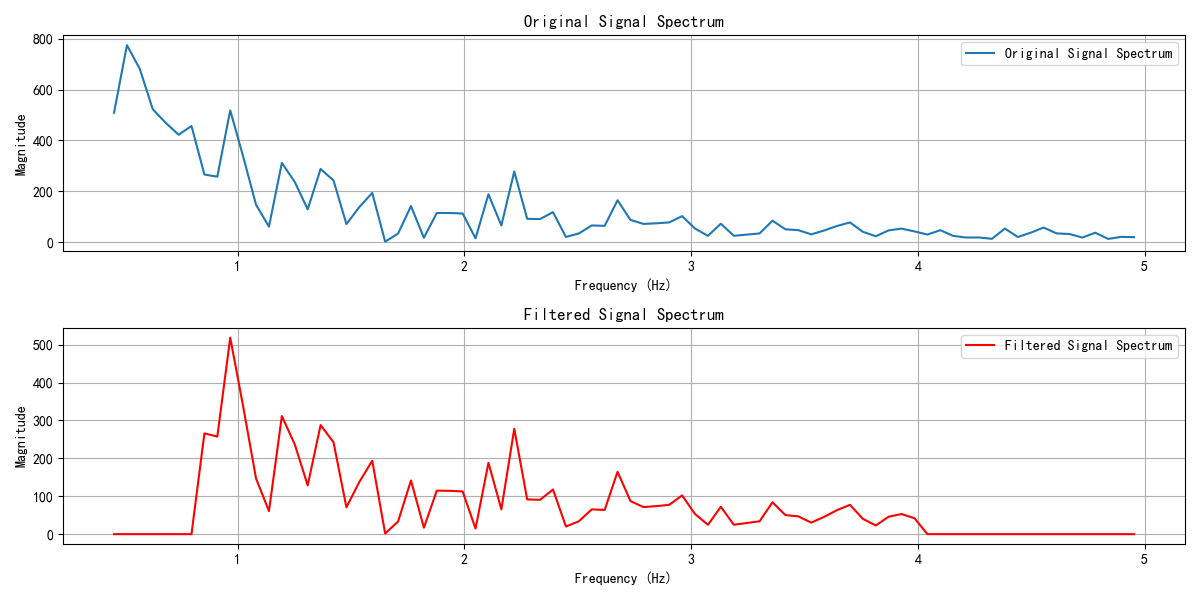 Original Signal Spectrum
800
600
400
200
0
Magnitude
Original Signal Spectrum
1
2
3
4
5
Frequency (Hz)
Filtered Signal Spectrum
500
400
300
200
100
0
Magnitude
Filtered Signal Spectrum
1
2
3
4
5
Frequency (Hz)